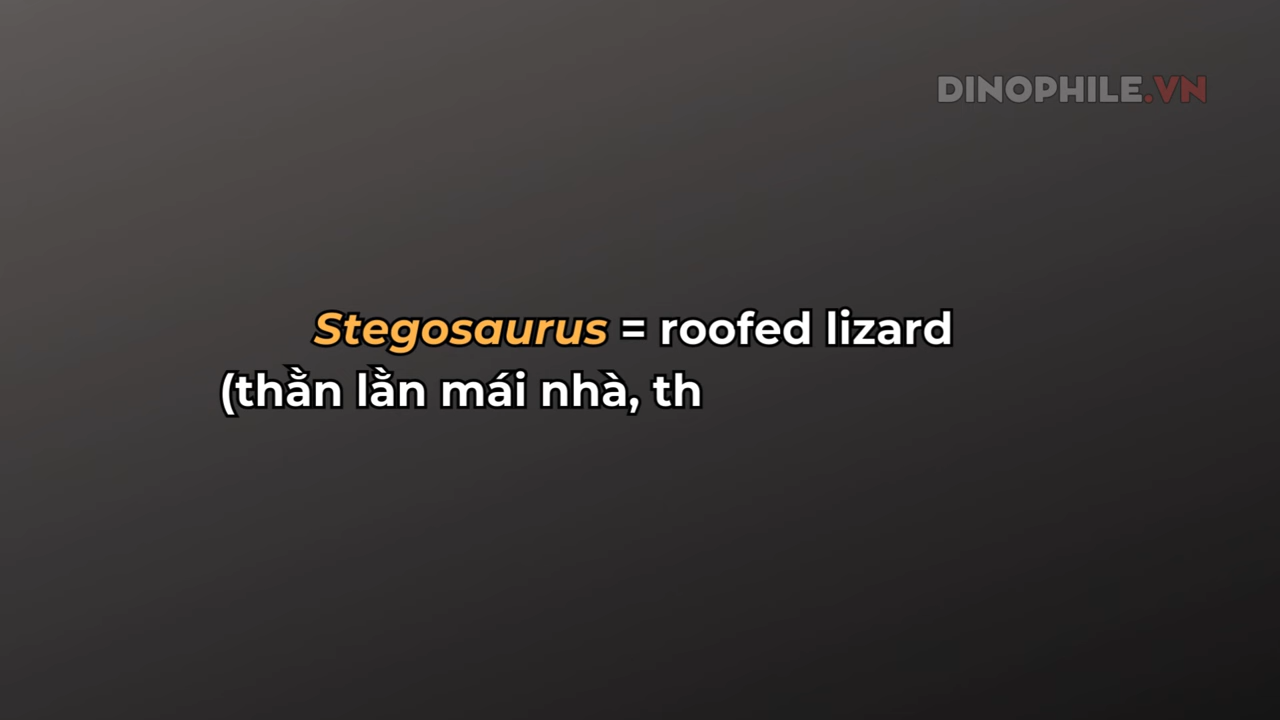 DINOPHILE.VN
Stegosaurus = roofed lizard
(thằn lằn mái nhà, th